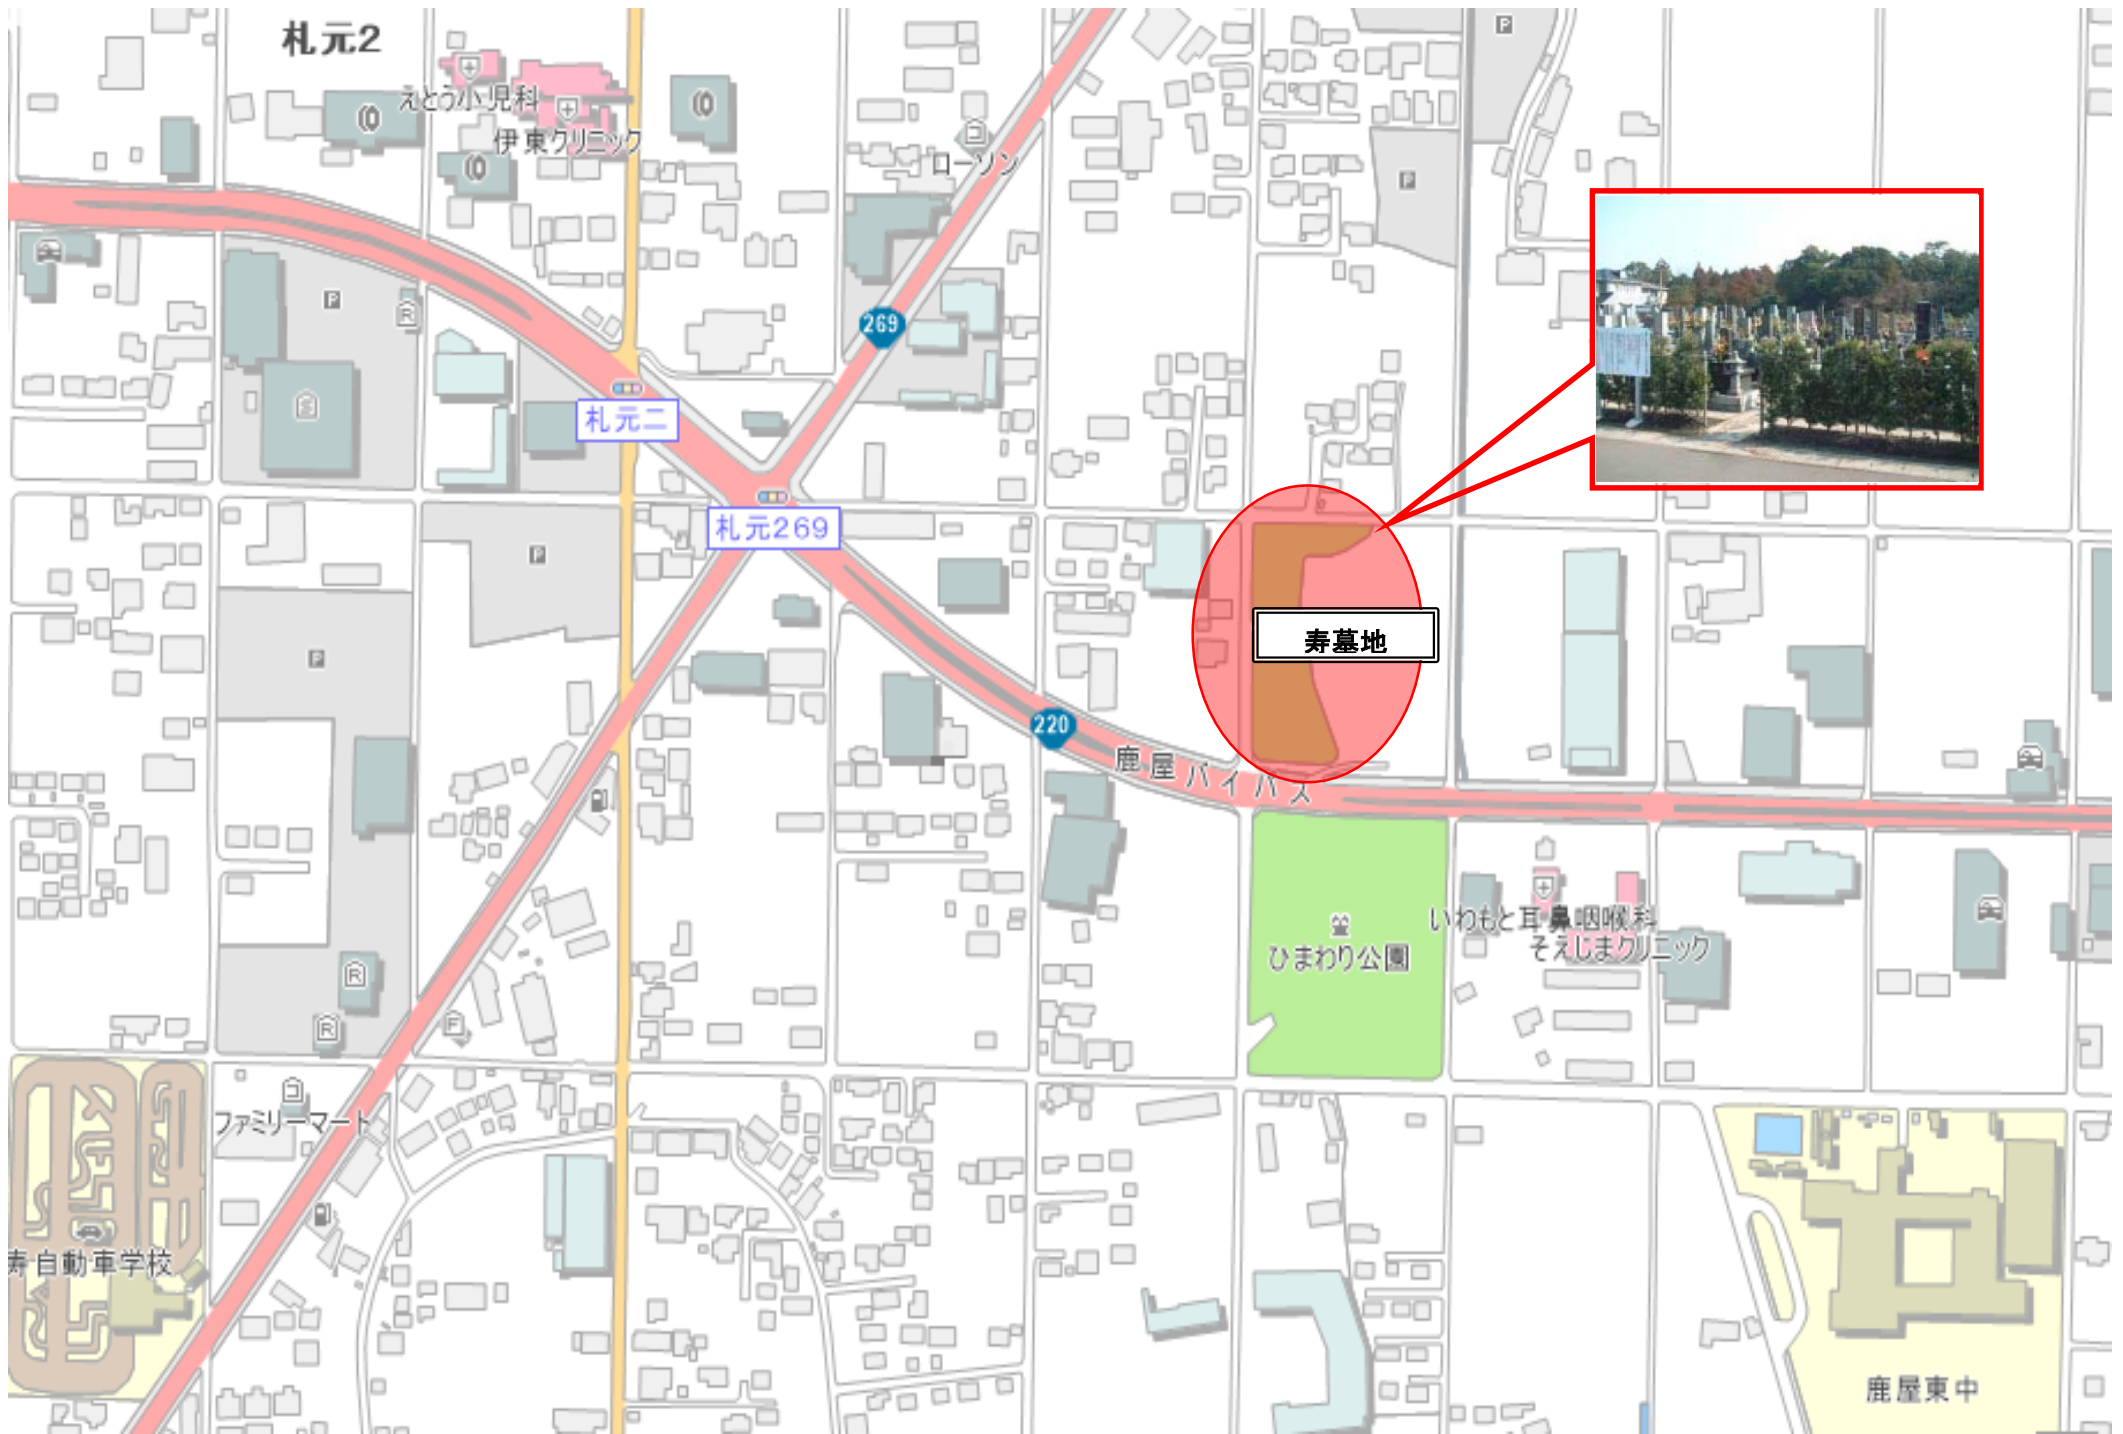 札元2
えとう小児科
伊東クリニック
ローソン
269
札元二
札元269
寿墓地
220
鹿屋バイパス
ひまわり公園
いわもと耳鼻咽喉科
そえじまクリニック
ファミリーマート
寿自動車学校
鹿屋東中
P
P
P
P
P
R
S
R
R
F